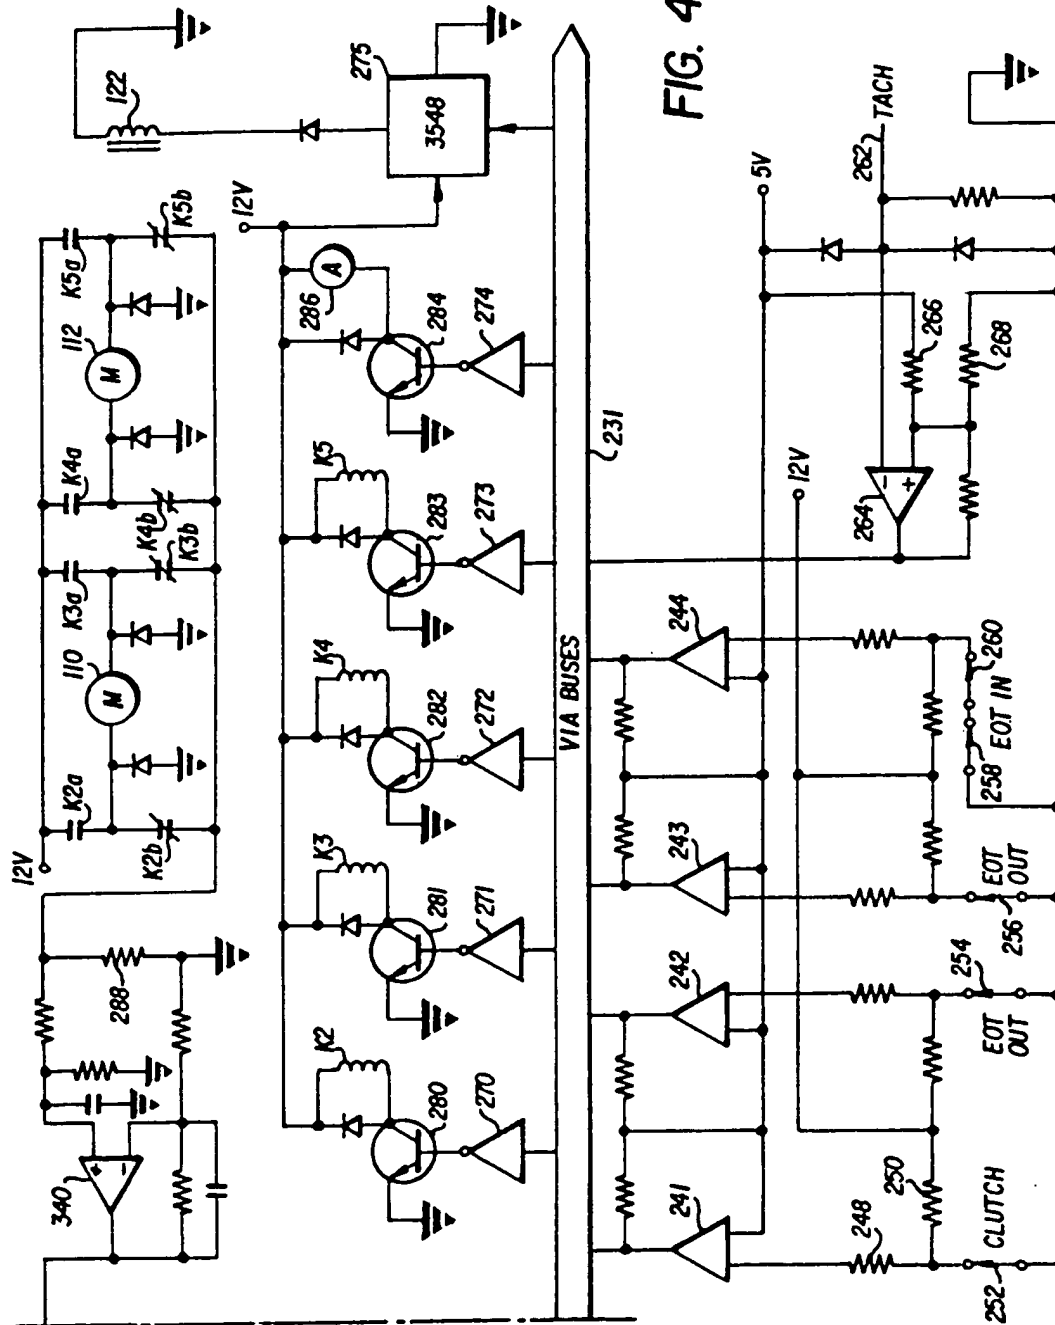 FIG. 4
122
275
3548
12V
K5a
K5b
112
M
K4a
K4b
K3b
K3a
110
M
K2a
K2b
12V
288
340
+
-
A
286
284
274
K5
283
273
K4
282
272
K3
281
271
K2
280
270
231
VIA BUSES
TACH
262
5V
266
268
12V
264
-
+
244
243
242
241
260
EOT IN
258
EOT OUT
256
254
EOT OUT
250
248
CLUTCH
252